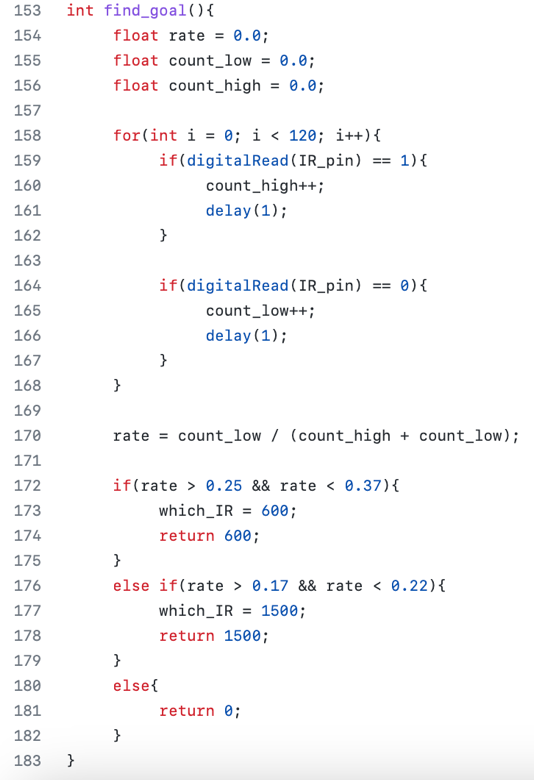 153 int find_goal(){
154     float rate = 0.0;
155     float count_low = 0.0;
156     float count_high = 0.0;
157
158     for(int i = 0; i < 120; i++){
159         if(digitalRead(IR_pin) == 1){
160             count_high++;
161             delay(1);
162         }
163
164         if(digitalRead(IR_pin) == 0){
165             count_low++;
166             delay(1);
167         }
168     }
169
170     rate = count_low / (count_high + count_low);
171
172     if(rate > 0.25 && rate < 0.37){
173         which_IR = 600;
174         return 600;
175     }
176     else if(rate > 0.17 && rate < 0.22){
177         which_IR = 1500;
178         return 1500;
179     }
180     else{
181         return 0;
182     }
183 }